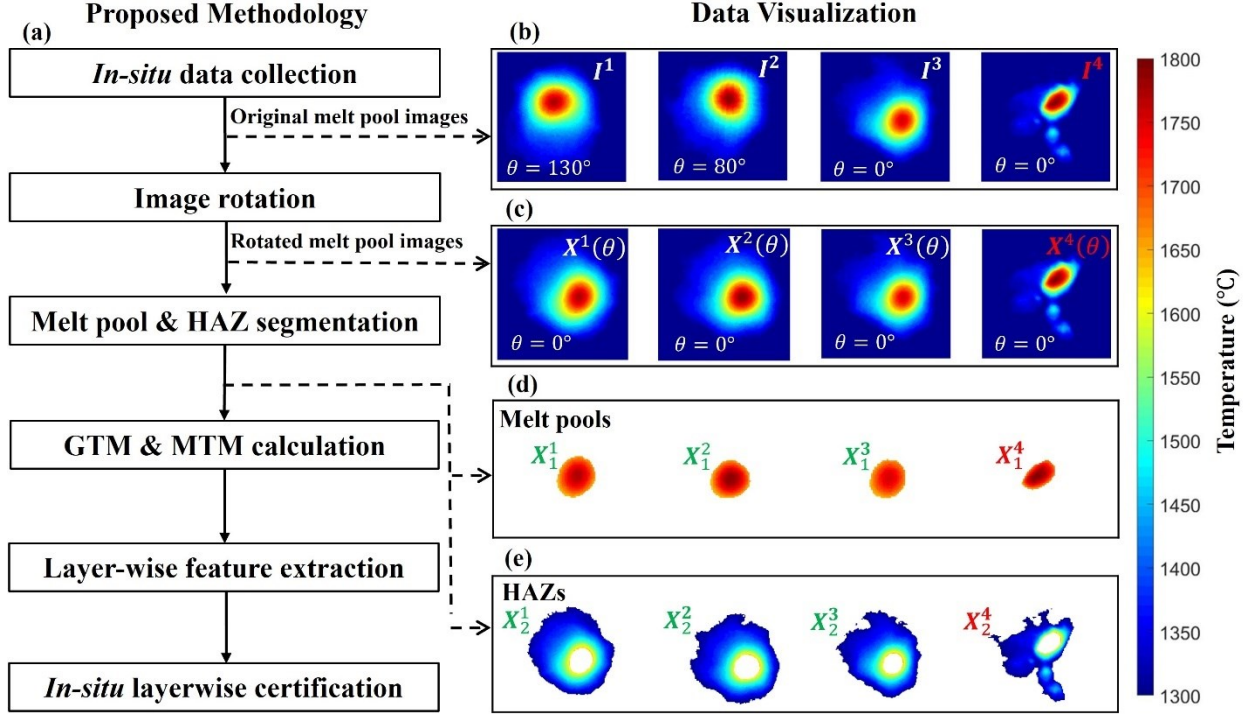 Proposed Methodology
(a)
In-situ data collection
Original melt pool images
Image rotation
Rotated melt pool images
Melt pool & HAZ segmentation
GTM & MTM calculation
Layer-wise feature extraction
In-situ layerwise certification
Data Visualization
(b)
I¹ I² I³ I⁴
θ = 130° θ = 80° θ = 0° θ = 0°
(c)
X¹(θ) X²(θ) X³(θ) X⁴(θ)
θ = 0° θ = 0° θ = 0° θ = 0°
(d)
Melt pools
X₁¹ X₁² X₁³ X₁⁴
(e)
HAZs
X₂¹ X₂² X₂³ X₂⁴
1800
1750
1700
1650
1600
1550
1500
1450
1400
1350
1300
Temperature (℃)